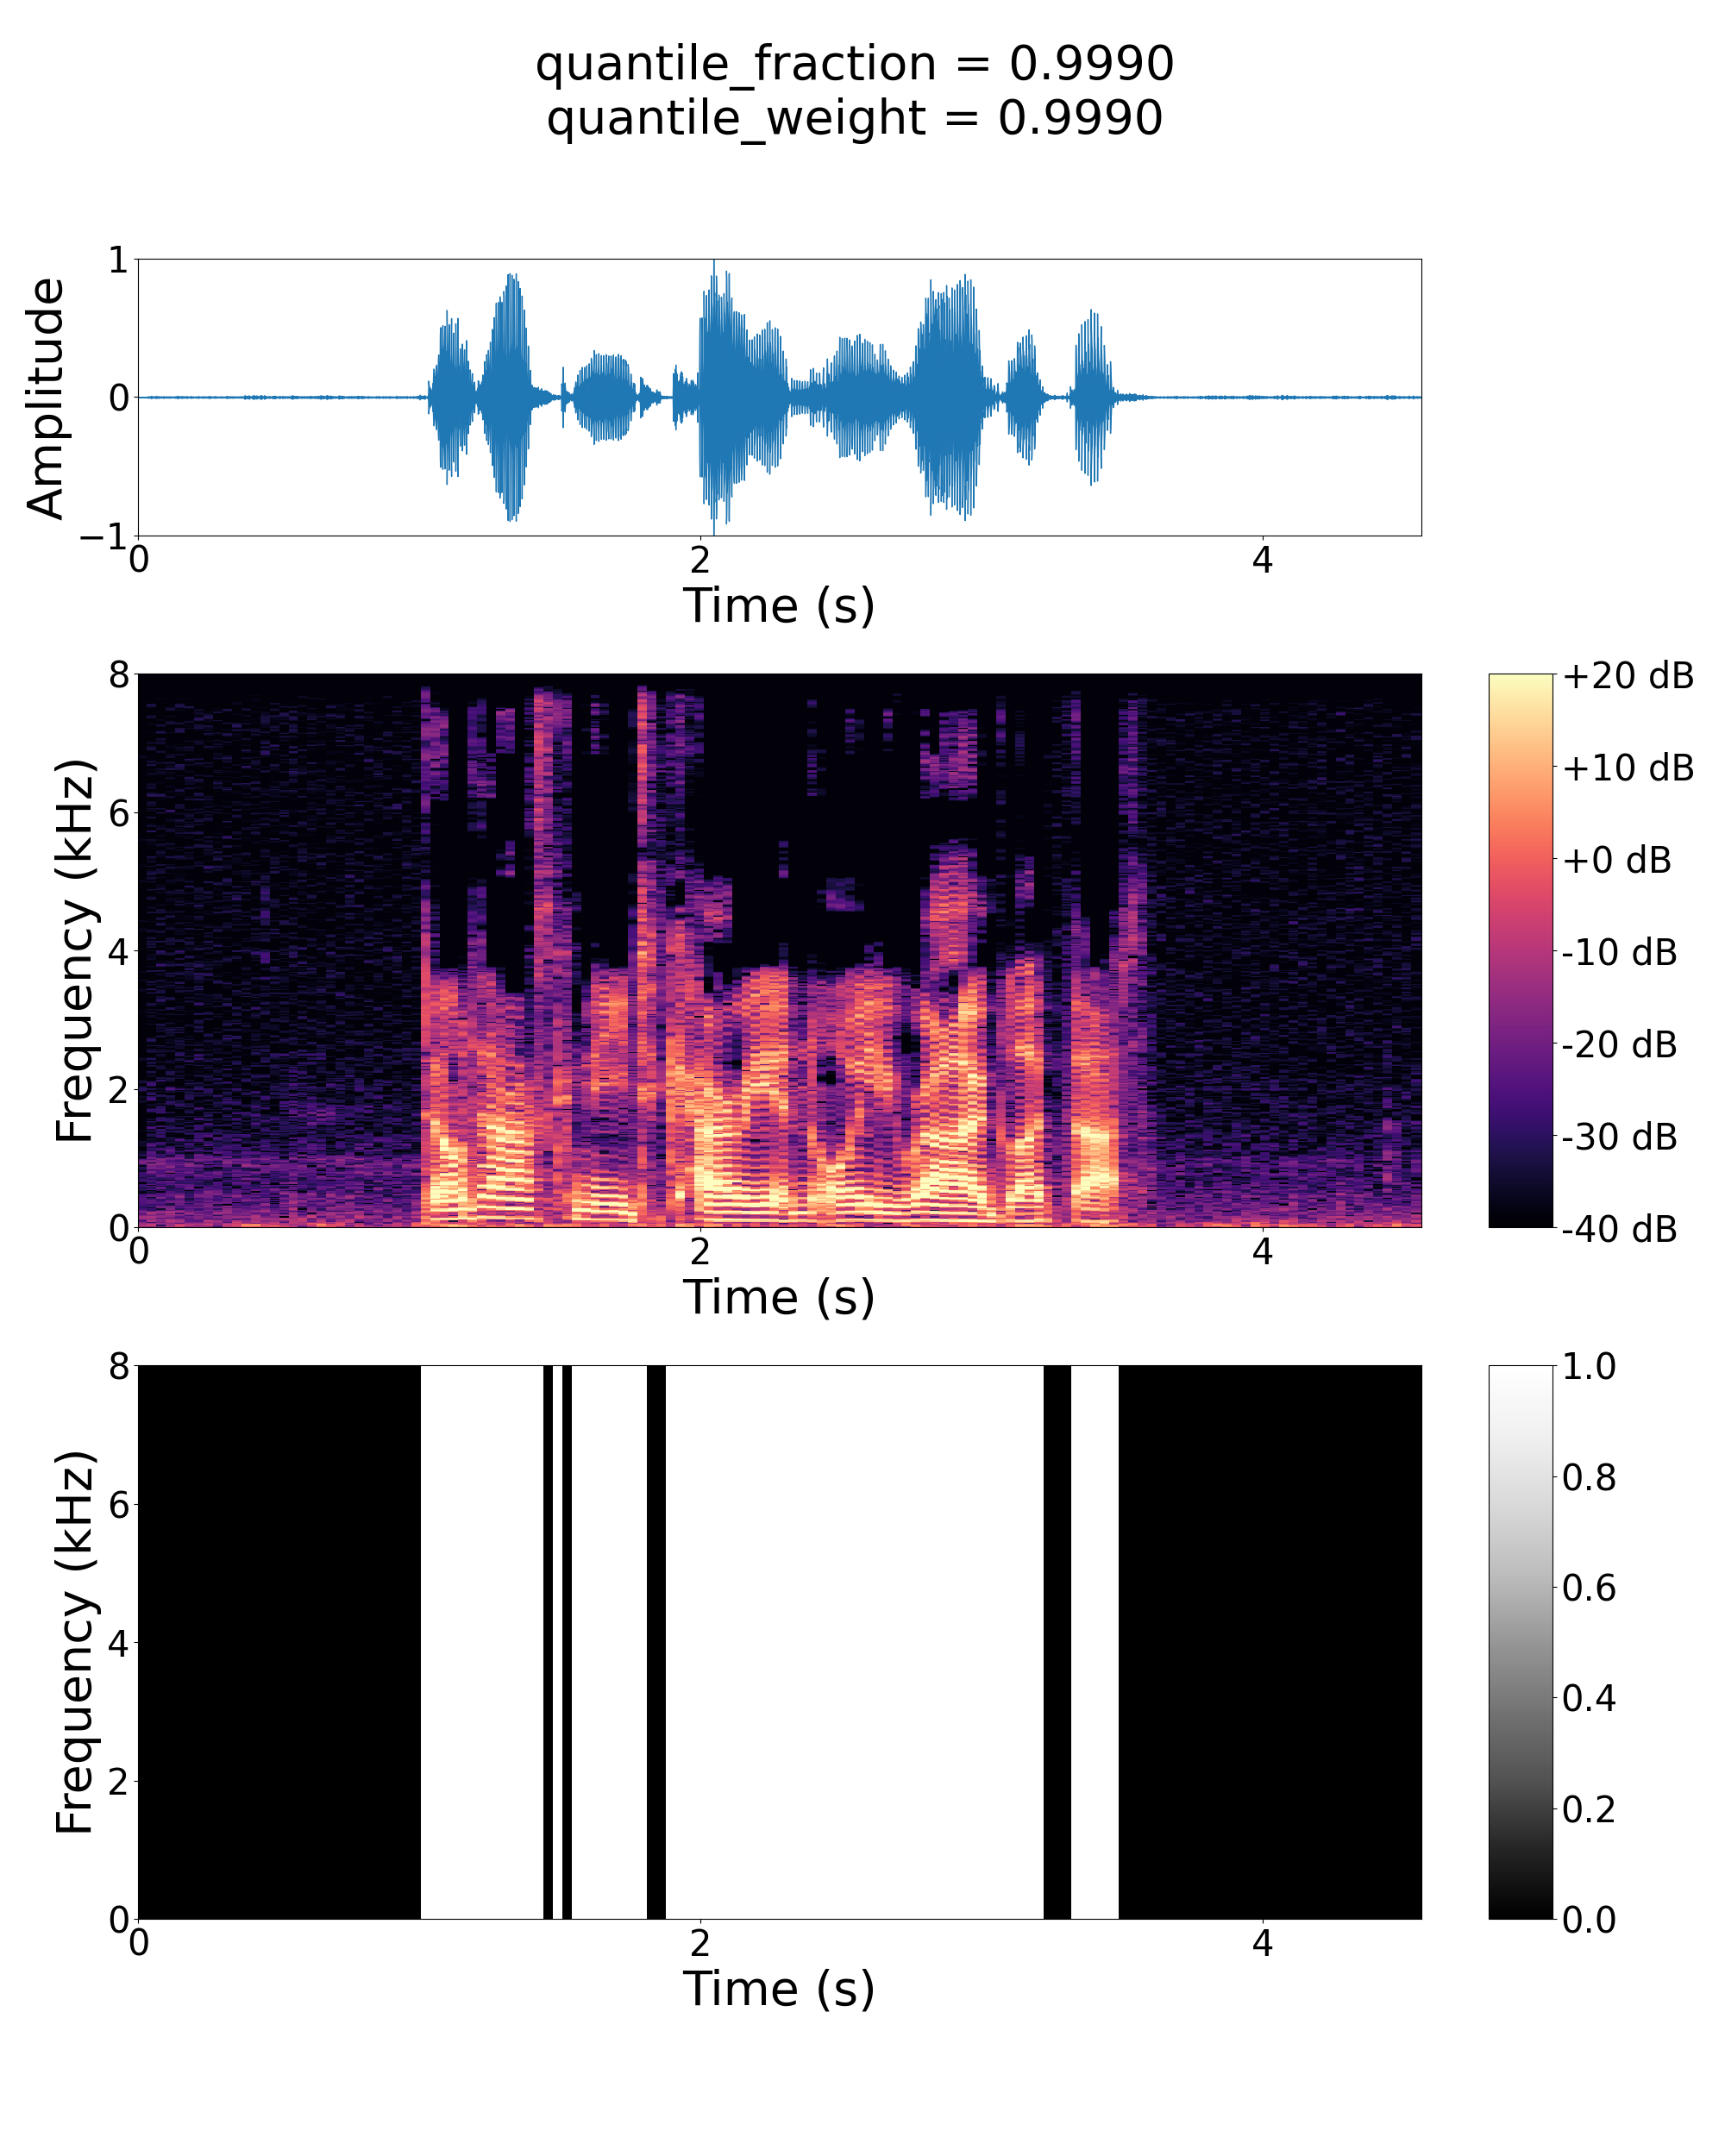 quantile_fraction = 0.9990
quantile_weight = 0.9990
1
0
−1
Amplitude
0 2 4
Time (s)
8
6
4
2
0
Frequency (kHz)
0 2 4
Time (s)
+20 dB
+10 dB
+0 dB
-10 dB
-20 dB
-30 dB
-40 dB
8
6
4
2
0
Frequency (kHz)
0 2 4
Time (s)
1.0
0.8
0.6
0.4
0.2
0.0